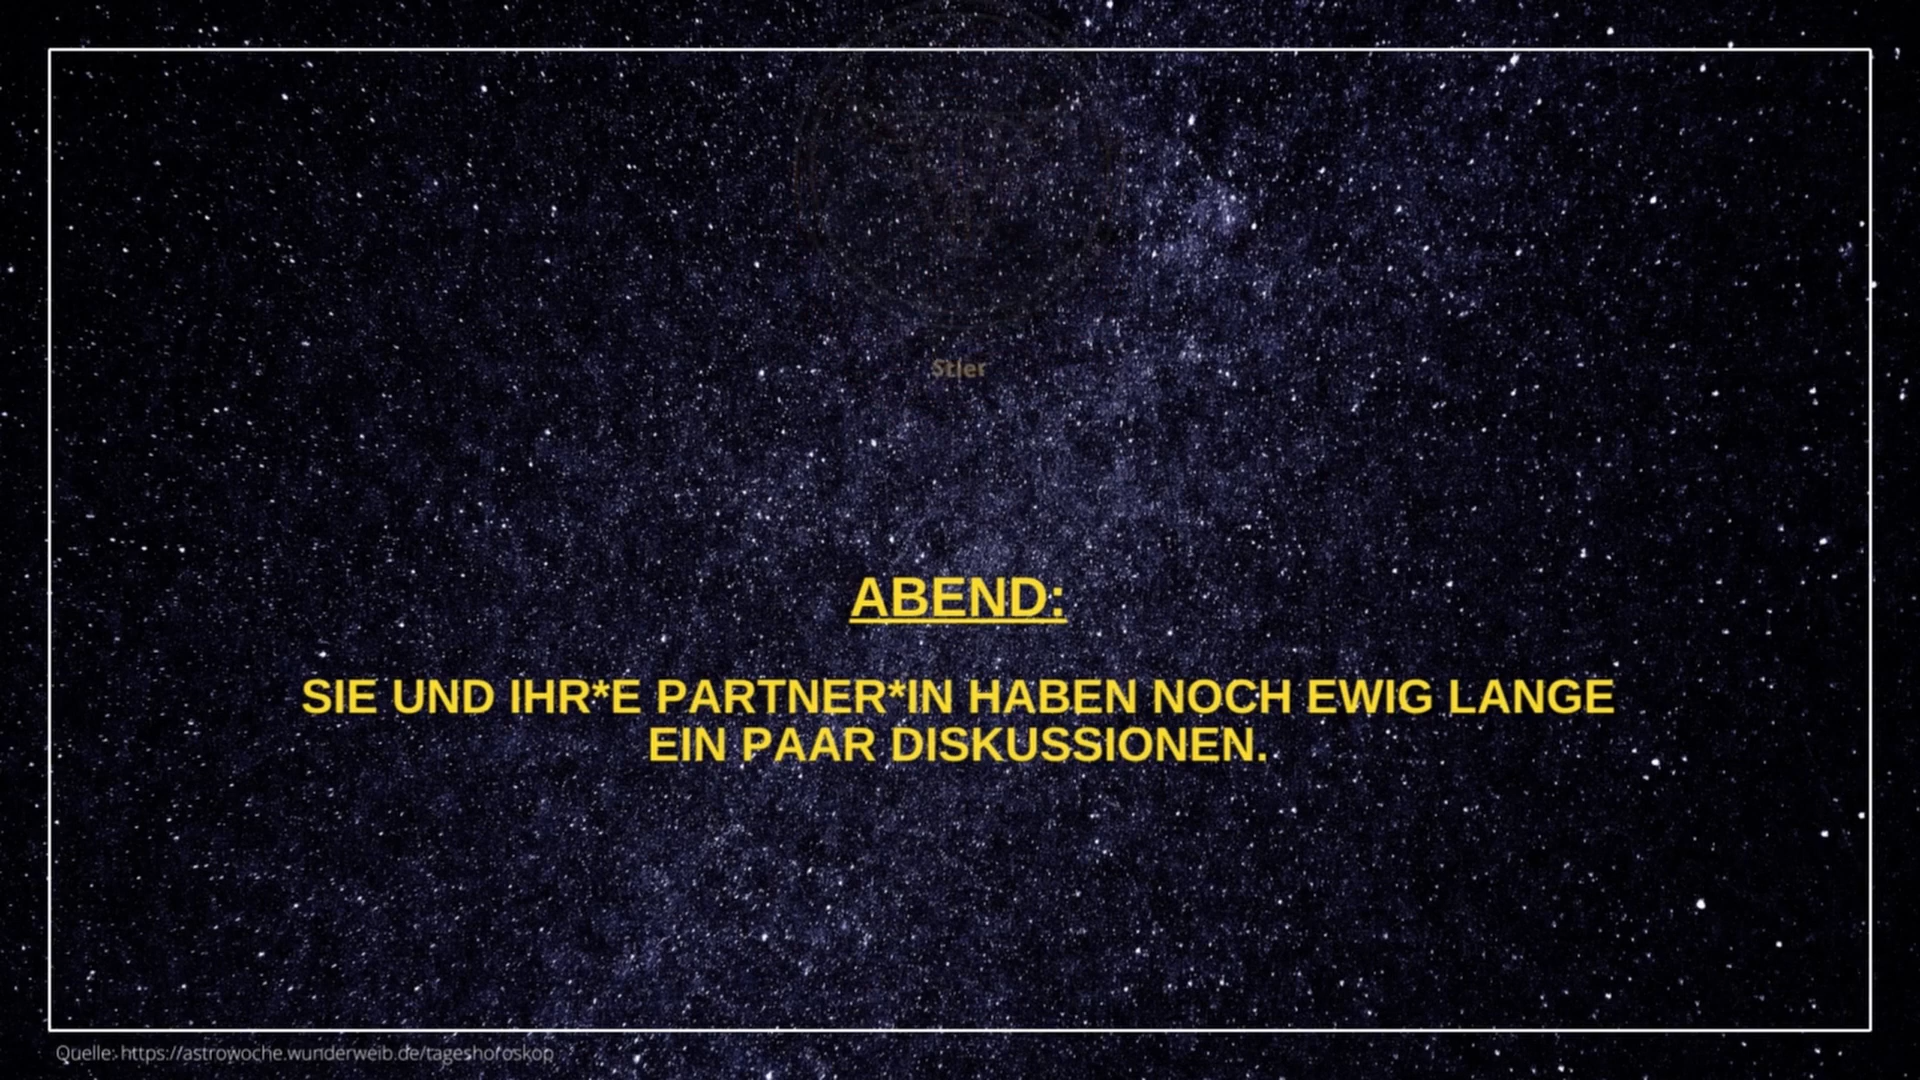 Stier
ABEND:
SIE UND IHR*E PARTNER*IN HABEN NOCH EWIG LANGE
EIN PAAR DISKUSSIONEN.
Quelle: https://astrowoche.wunderweib.de/tageshoroskop